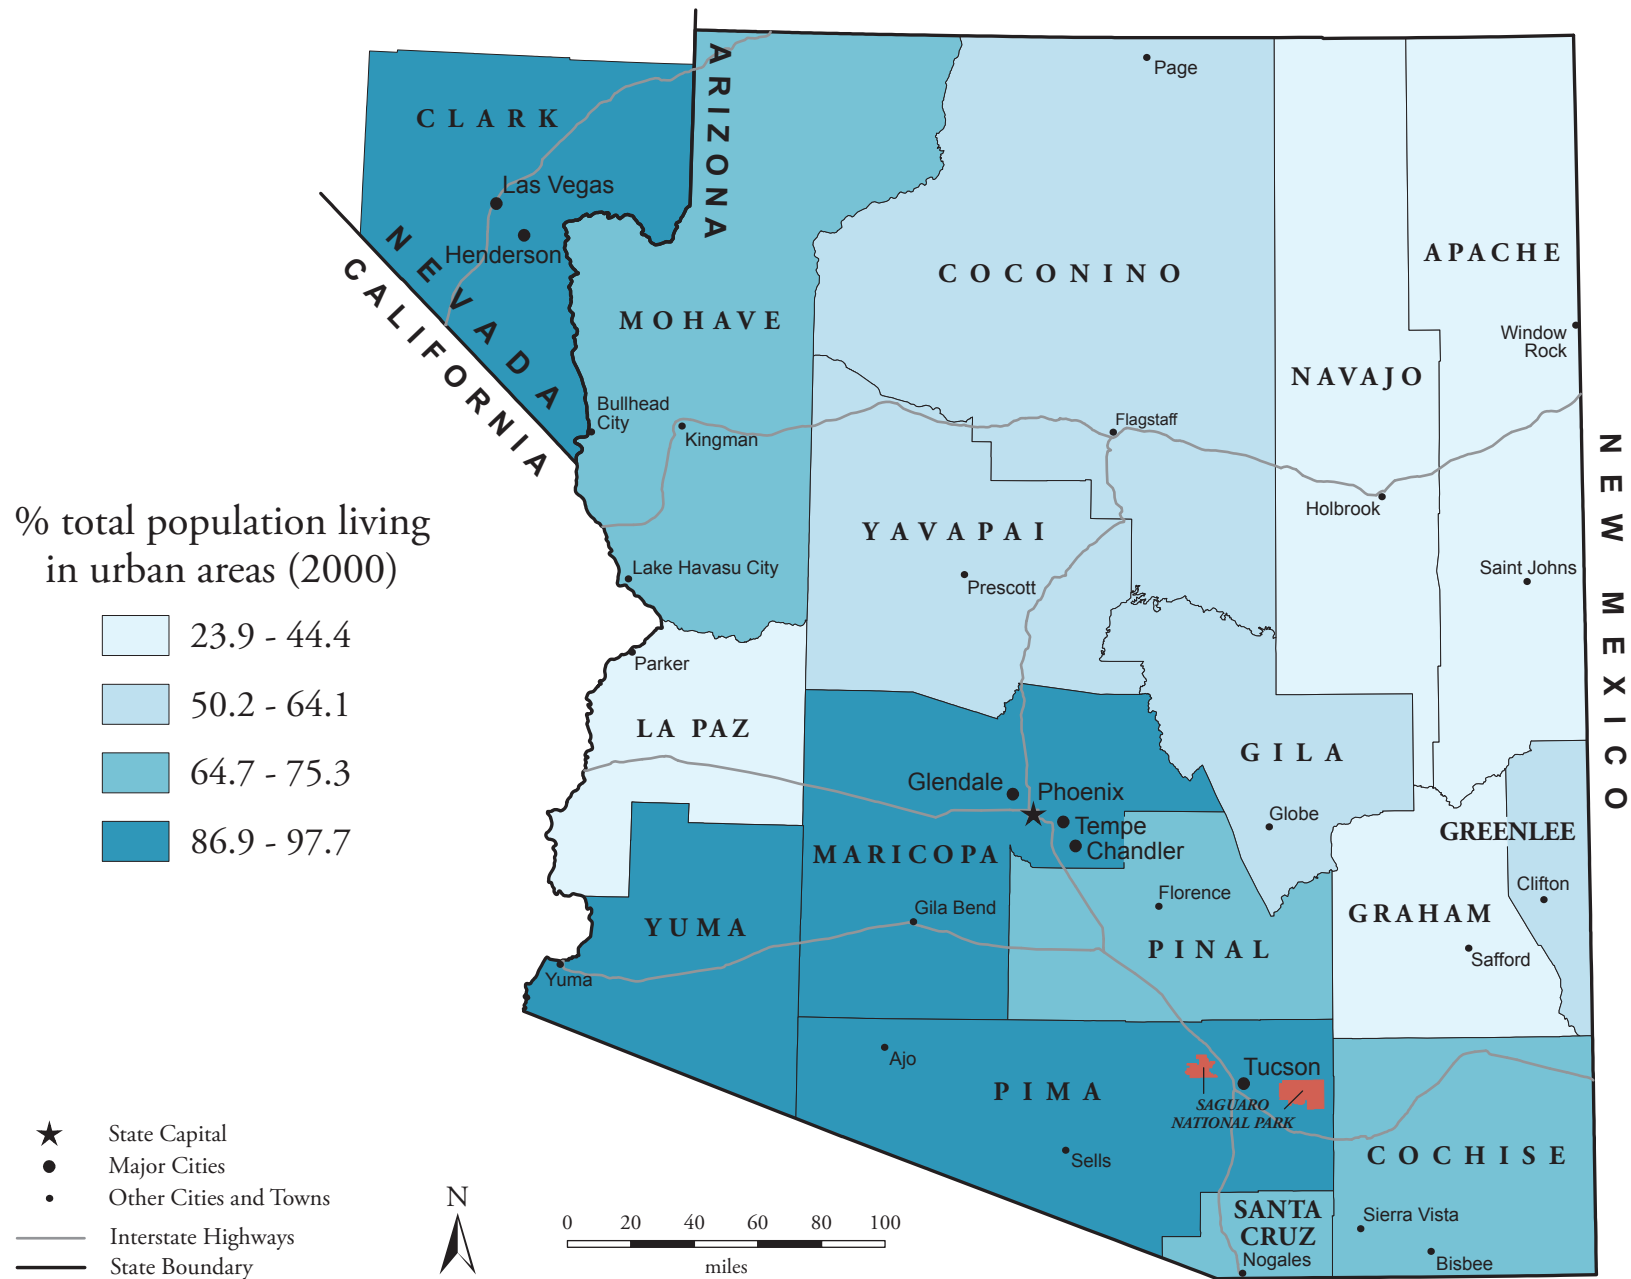 ARIZONA
Page
CLARK
Las Vegas
Henderson
NEVADA
CALIFORNIA
MOHAVE
COCONINO
APACHE
Window
Rock
NAVAJO
Bullhead
City
Kingman
Flagstaff
NEW MEXICO
Holbrook
YAVAPAI
Prescott
Lake Havasu City
Saint Johns
% total population living
in urban areas (2000)
23.9 - 44.4
50.2 - 64.1
64.7 - 75.3
86.9 - 97.7
Parker
LA PAZ
GILA
Glendale
Phoenix
Tempe
Chandler
Globe
GREENLEE
MARICOPA
Clifton
Florence
Gila Bend
GRAHAM
YUMA
PINAL
Safford
Yuma
Ajo
Tucson
PIMA
SAGUARO
NATIONAL PARK
Sells
COCHISE
SANTA
CRUZ
Nogales
Sierra Vista
Bisbee
State Capital
Major Cities
Other Cities and Towns
Interstate Highways
State Boundary
N
0 20 40 60 80 100
miles